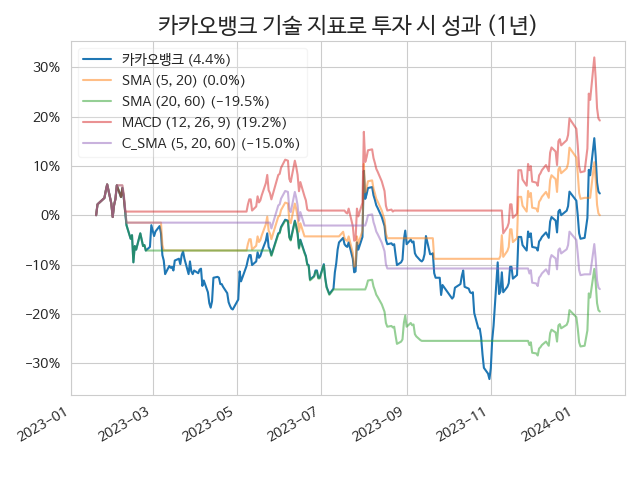 카카오뱅크 기술 지표로 투자 시 성과 (1년)
카카오뱅크 (4.4%)
SMA (5, 20) (0.0%)
SMA (20, 60) (−19.5%)
MACD (12, 26, 9) (19.2%)
C_SMA (5, 20, 60) (−15.0%)
30%
20%
10%
0%
−10%
−20%
−30%
2023-01
2023-03
2023-05
2023-07
2023-09
2023-11
2024-01